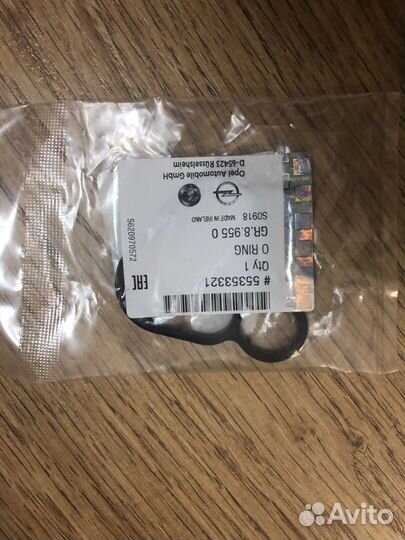 Opel Automobile GmbH
D-65423 Rüsselsheim
S0918 MADE IN IRELAND
GR.8.955 0
O RING
Qty 1
# 55353321
S620970572
EAC
Avito